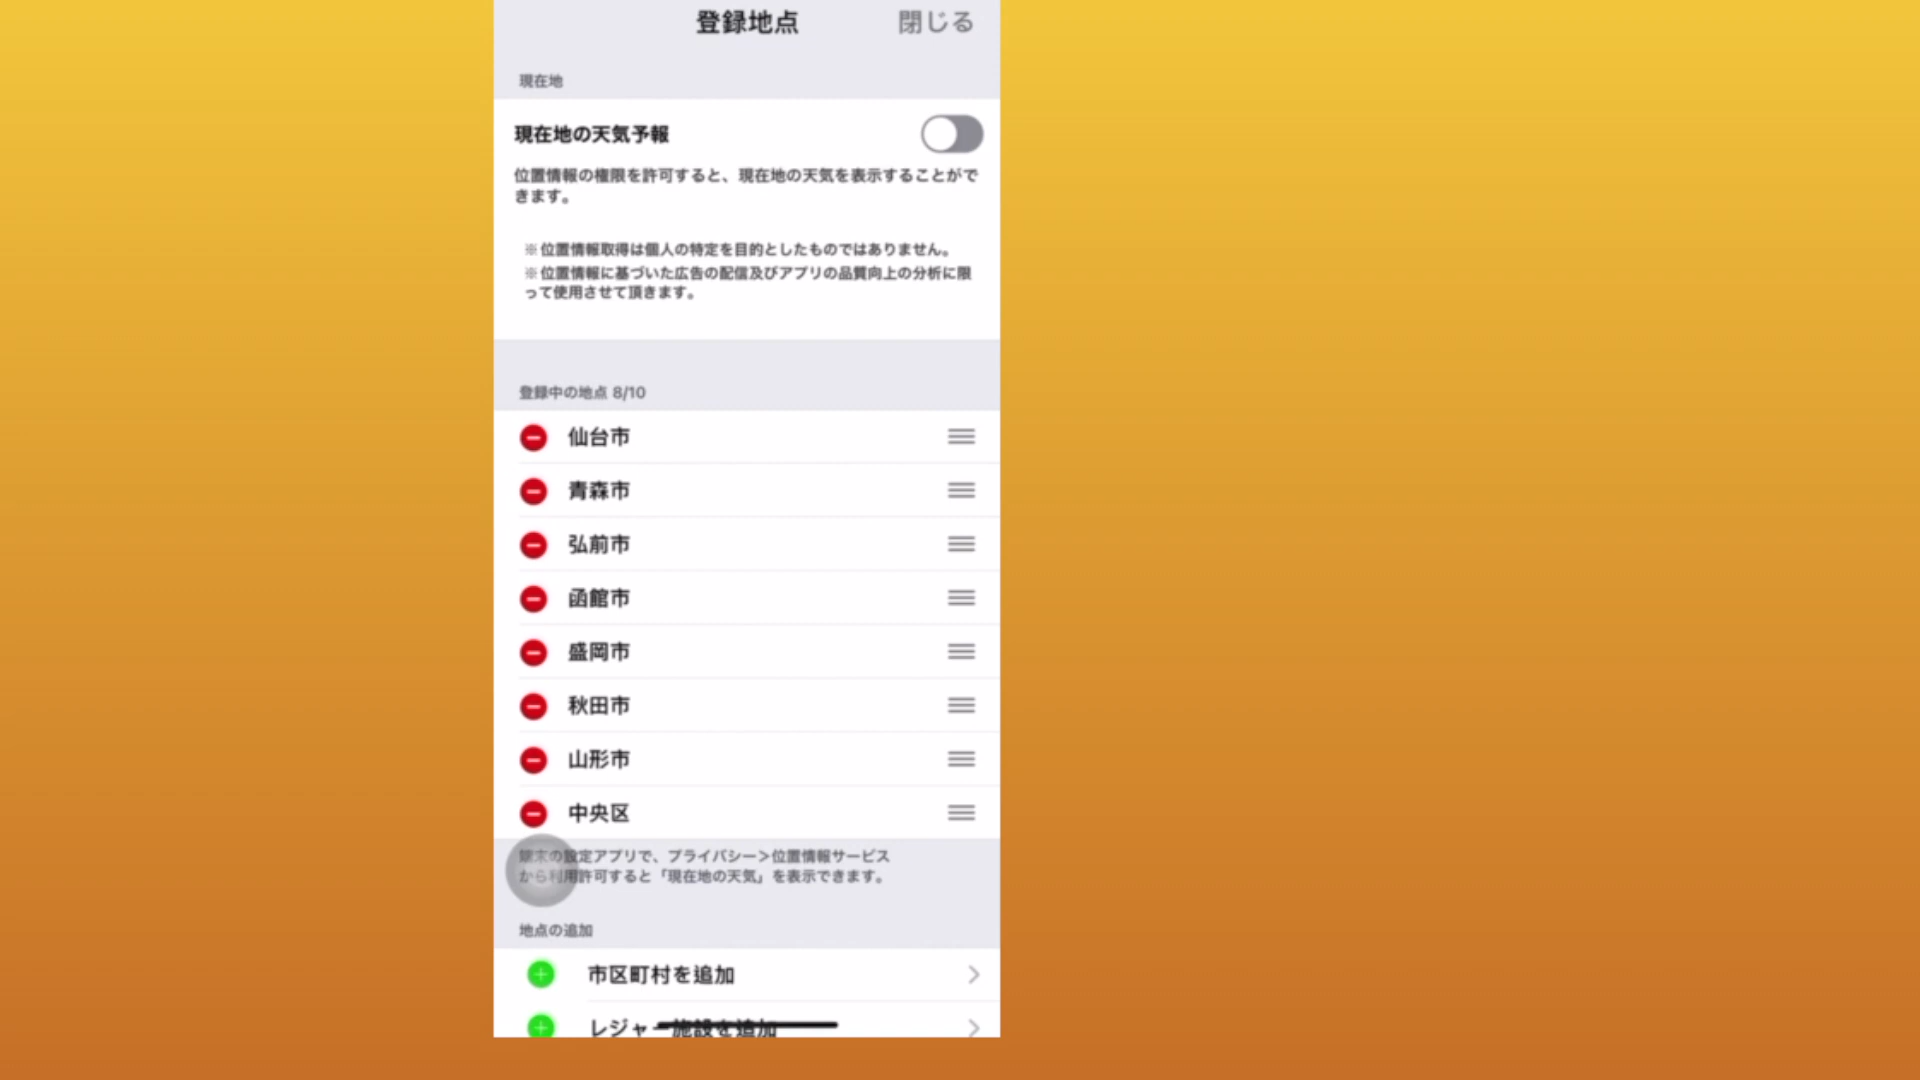 登録地点 閉じる
現在地
現在地の天気予報
位置情報の権限を許可すると、現在地の天気を表示することがで
きます。
※位置情報取得は個人の特定を目的としたものではありません。
※位置情報に基づいた広告の配信及びアプリの品質向上の分析に限
って使用させて頂きます。
登録中の地点 8/10
仙台市
青森市
弘前市
函館市
盛岡市
秋田市
山形市
中央区
端末の設定アプリで、プライバシー＞位置情報サービス
から利用許可すると「現在地の天気」を表示できます。
地点の追加
市区町村を追加
レジャー施設を追加